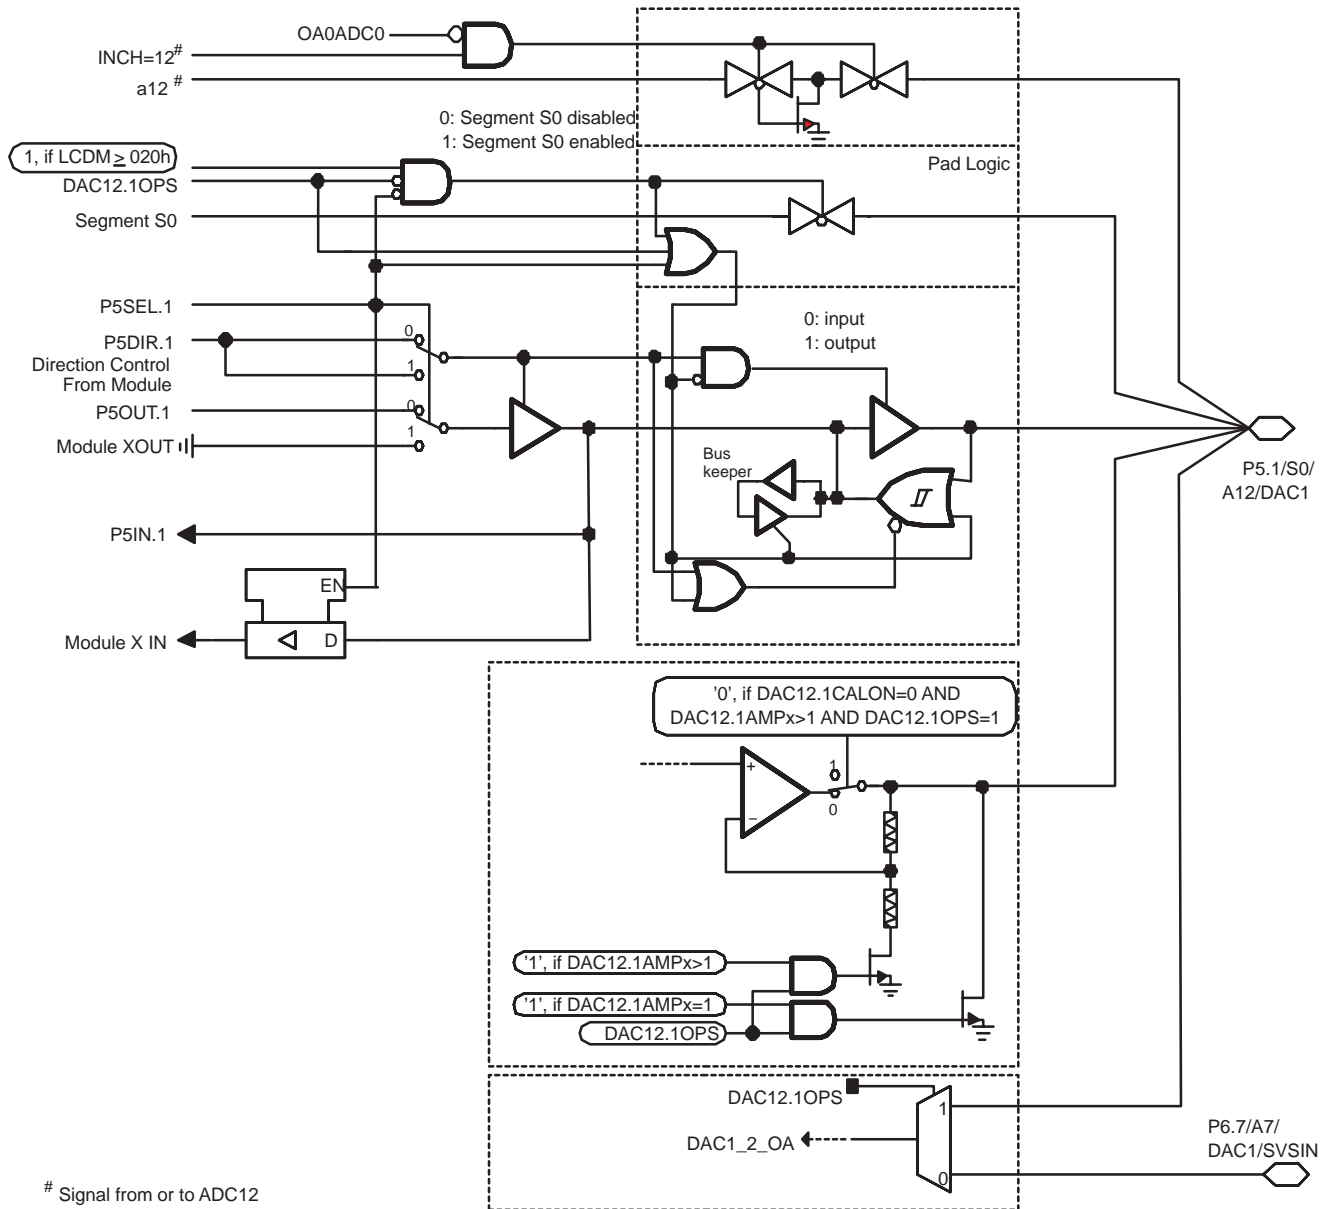 OA0ADC0
INCH=12#
a12 #
0: Segment S0 disabled
1: Segment S0 enabled
1, if LCDM ≥ 020h
Pad Logic
DAC12.1OPS
Segment S0
P5SEL.1
0: input
1: output
P5DIR.1
0
Direction Control
From Module
1
P5OUT.1
0
Module XOUT
1
Bus
keeper
P5.1/S0/
A12/DAC1
P5IN.1
EN
Module X IN
D
'0', if DAC12.1CALON=0 AND
DAC12.1AMPx>1 AND DAC12.1OPS=1
+
1
−
0
'1', if DAC12.1AMPx>1
'1', if DAC12.1AMPx=1
DAC12.1OPS
DAC12.1OPS
1
DAC1_2_OA
0
P6.7/A7/
DAC1/SVSIN
# Signal from or to ADC12